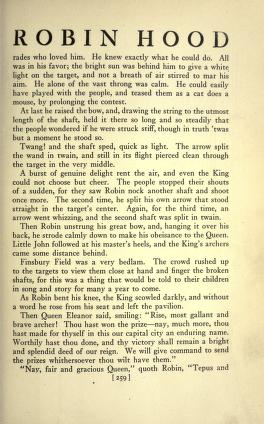 ROBIN HOOD
rades who loved him. He knew exactly what he could do. All
was in his favor; the bright sun was behind him to give a white
light on the target, and not a breath of air stirred to mar his
aim. He alone of the vast throng was calm. He could easily
have played with the people, and teased them as a cat does a
mouse, by prolonging the contest.
At last he raised the bow, and, drawing the string to the utmost
length of the shaft, held it there so long and so steadily that
the people wondered if he were struck stiff, though in truth 'twas
but a moment he stood so.
Twang! and the shaft sped, quick as light. The arrow split
the wand in twain, and still in its flight pierced clean through
the target in the very middle.
A burst of genuine delight rent the air, and even the King
could not choose but cheer. The people stopped their shouts
of a sudden, for they saw Robin nock another shaft and shoot
once more. The second time, he split his own arrow that stood
straight in the target's center. Again, for the third time, an
arrow went whizzing, and the second shaft was split in twain.
Then Robin unstrung his great bow, and, hanging it over his
back, he strode calmly down to make his obeisance to the Queen.
Little John followed at his master's heels, and the King's archers
came some distance behind.
Finsbury Field was a very bedlam. The crowd rushed up
to the targets to view them close at hand and finger the broken
shafts, for this was a thing that would be told to their children
in song and story for many a year to come.
As Robin bent his knee, the King scowled darkly, and without
a word he rose from his seat and left the pavilion.
Then Queen Eleanor said, smiling: "Rise, most gallant and
brave archer! Thou hast won the prize—nay, much more, thou
hast made for thyself in this our capital city an enduring name.
Worthily hast thou done, and thy victory shall remain a bright
and splendid deed of our reign. We will give command to send
the prizes whithersoever thou wilt have them."
"Nay, fair and gracious Queen," quoth Robin, "Tepus and
[259]